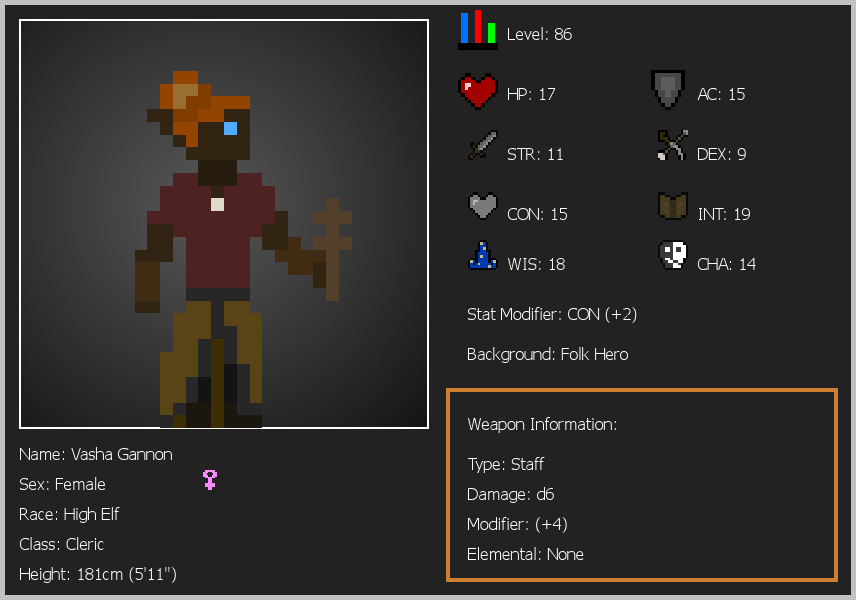 Level: 86
HP: 17
AC: 15
STR: 11
DEX: 9
CON: 15
INT: 19
WIS: 18
CHA: 14
Stat Modifier: CON (+2)
Background: Folk Hero
Weapon Information:
Type: Staff
Damage: d6
Modifier: (+4)
Elemental: None
Name: Vasha Gannon
Sex: Female
Race: High Elf
Class: Cleric
Height: 181cm (5'11")